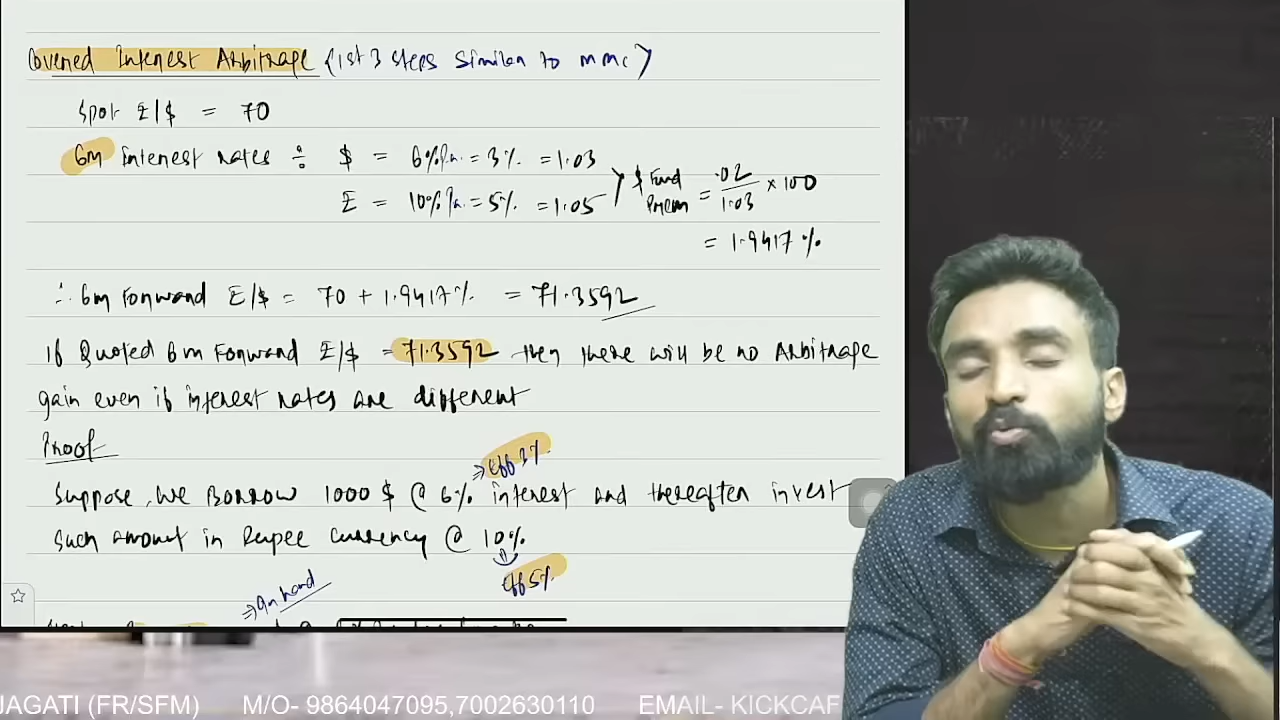 Covered Interest Arbitrage (1st 3 steps similar to MMC)
Spot ₹/$ = 70
6m Interest rates ÷ $ = 6% P.a. = 3% = 1.03
₹ = 10% P.a. = 5% = 1.05
$ Fwd Prem = .02/1.03 × 100
= 1.9417%
∴ 6m Forward ₹/$ = 70 + 1.9417% = 71.3592
If Quoted 6m Forward ₹/$ = 71.3592 then there will be no Arbitrage
gain even if interest rates are different
Proof
⇒ eff 3%
Suppose, we Borrow 1000 $ @ 6% interest and thereafter invest
such amount in Rupee currency @ 10%
eff 5%
⇒ In hand
JAGATI (FR/SFM) M/O- 9864047095,7002630110 EMAIL- KICKCAF